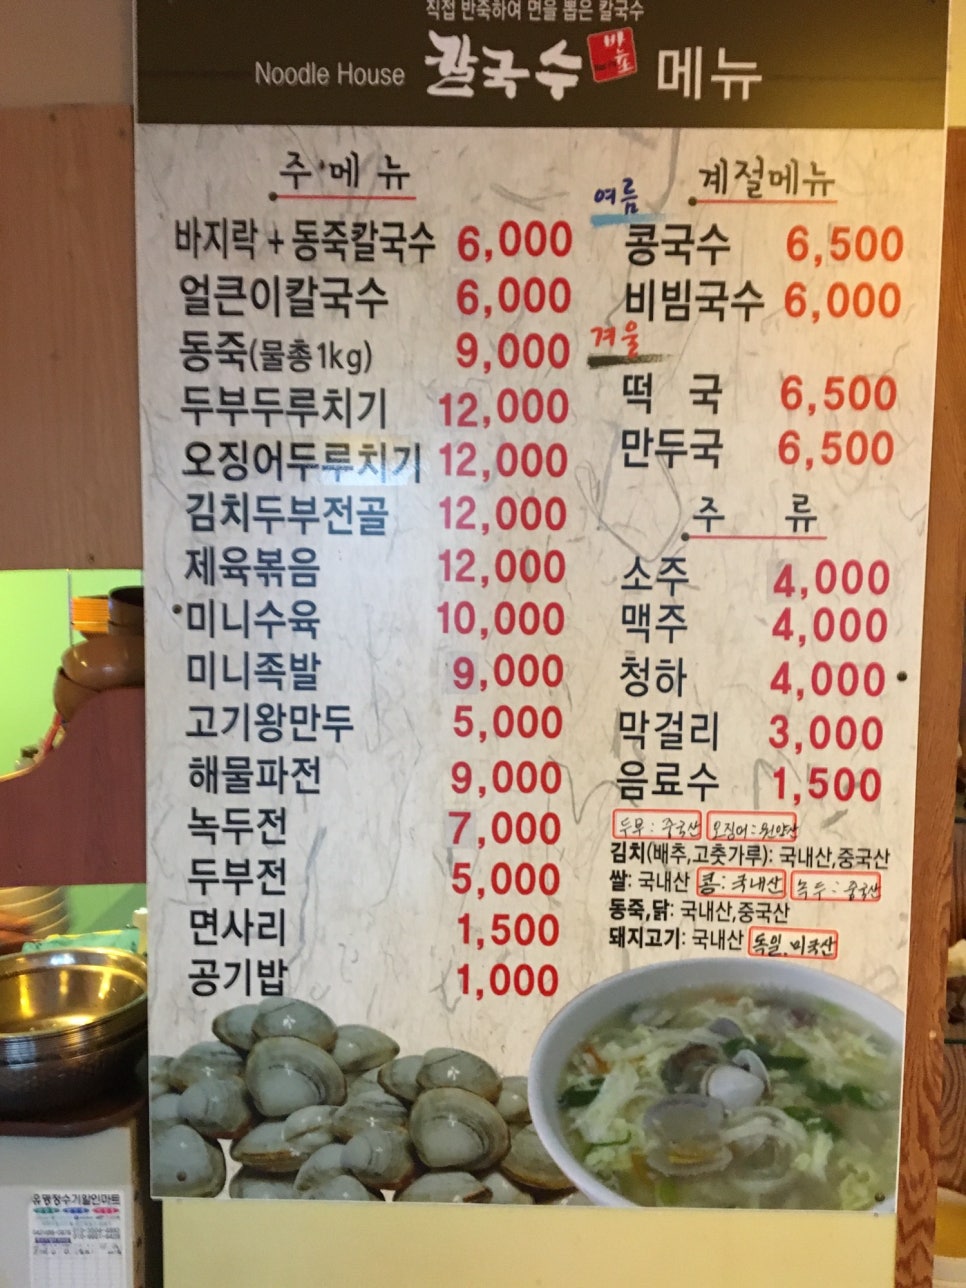 직접 반죽하여 면을 뽑은 칼국수
Noodle House 칼국수 메뉴
주 메뉴
바지락 + 동죽칼국수 6,000
얼큰이칼국수 6,000
동죽(물총1kg) 9,000
두부두루치기 12,000
오징어두루치기 12,000
김치두부전골 12,000
제육볶음 12,000
미니수육 10,000
미니족발 9,000
고기왕만두 5,000
해물파전 9,000
녹두전 7,000
두부전 5,000
면사리 1,500
공기밥 1,000
계절메뉴
여름
콩국수 6,500
비빔국수 6,000
겨울
떡 국 6,500
만두국 6,500
주 류
소주 4,000
맥주 4,000
청하 4,000
막걸리 3,000
음료수 1,500
두부 : 중국산 오징어 : 원양산
김치(배추,고춧가루): 국내산,중국산
쌀: 국내산 콩: 국내산 녹두 : 중국산
동죽,닭: 국내산,중국산
돼지고기: 국내산 독일, 미국산
유평정수기할인마트